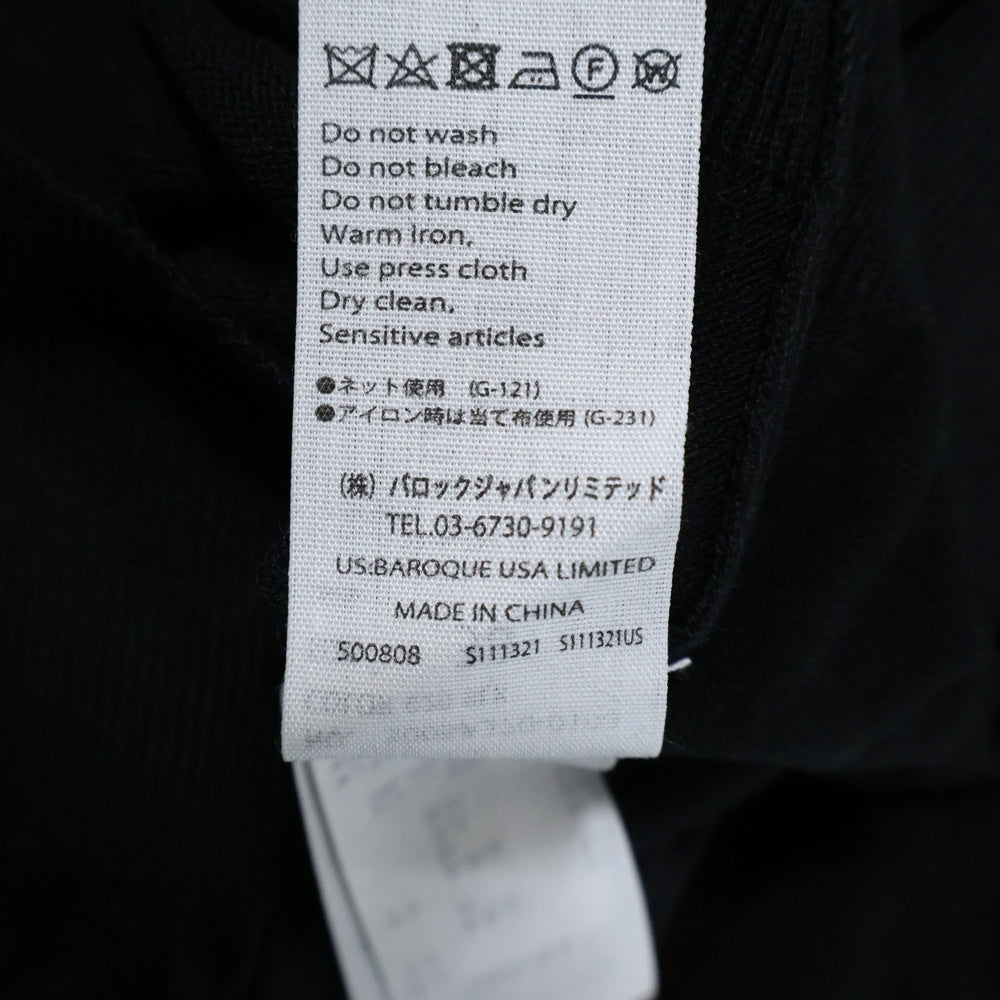 Do not wash
Do not bleach
Do not tumble dry
Warm iron,
Use press cloth
Dry clean,
Sensitive articles
●ネット使用 (G-121)
●アイロン時は当て布使用 (G-231)
(株) バロックジャパンリミテッド
TEL.03-6730-9191
US:BAROQUE USA LIMITED
MADE IN CHINA
500808 S111321 S111321US